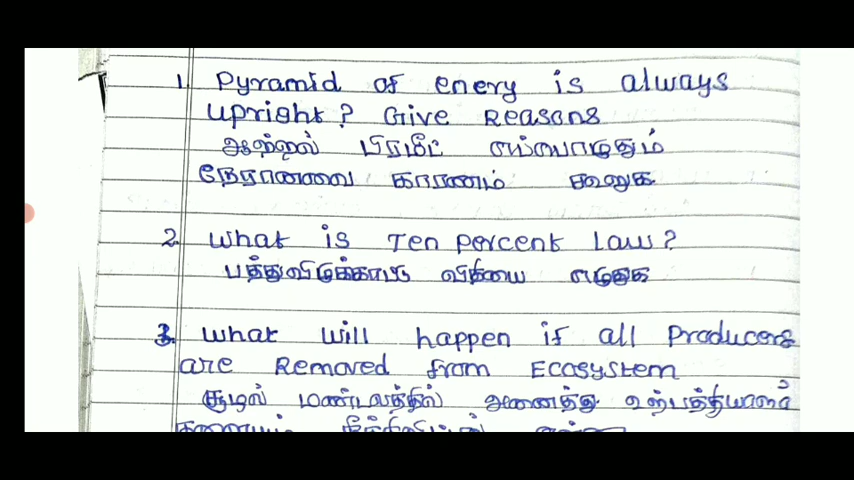 1. Pyramid of enery is always
upright? Give Reasons
ஆற்றல் பிரமிட் எப்பொழுதும்
நேரானவை காரணம் கூறுக
2. What is Ten percent law?
பத்துவிழுக்காடு விதியை எழுதுக
3. What will happen if all Producers
are Removed from Ecosystem
சூழல் மண்டலத்தில் அனைத்து உற்பத்தியாளர்